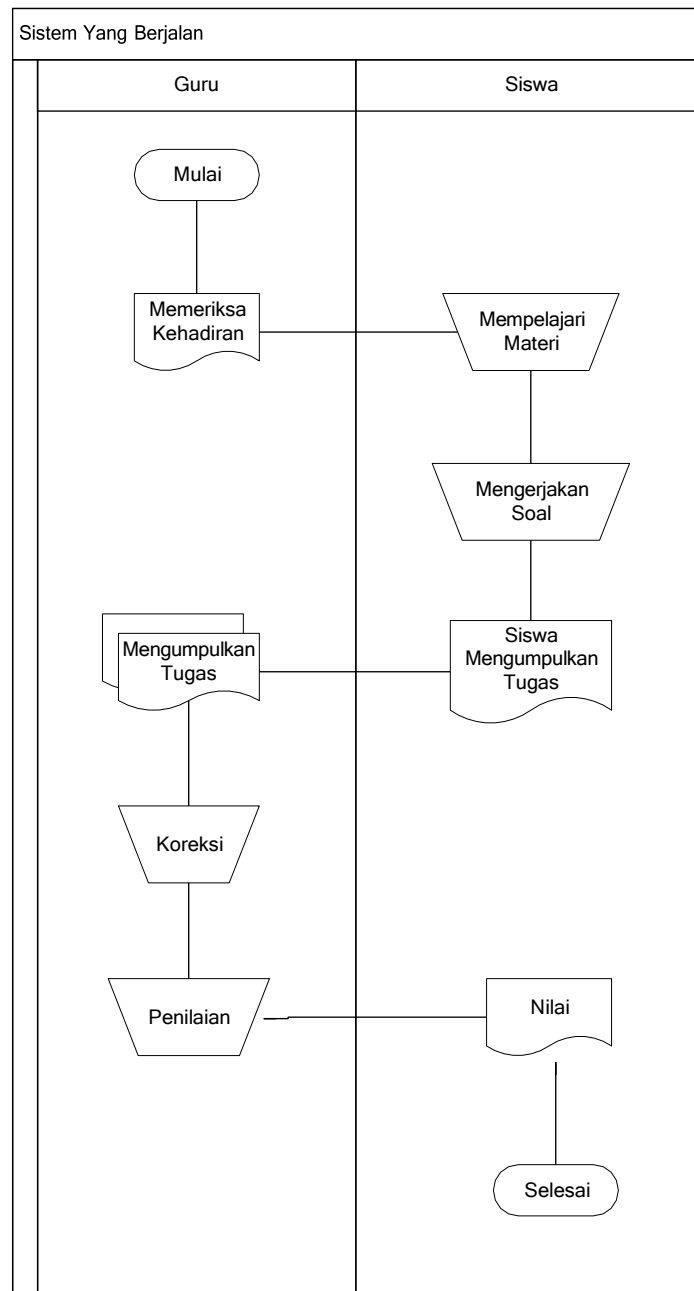 Sistem Yang Berjalan
Guru
Siswa
Mulai
Memeriksa
Kehadiran
Mempelajari
Materi
Mengerjakan
Soal
Siswa
Mengumpulkan
Tugas
Mengumpulkan
Tugas
Koreksi
Penilaian
Nilai
Selesai